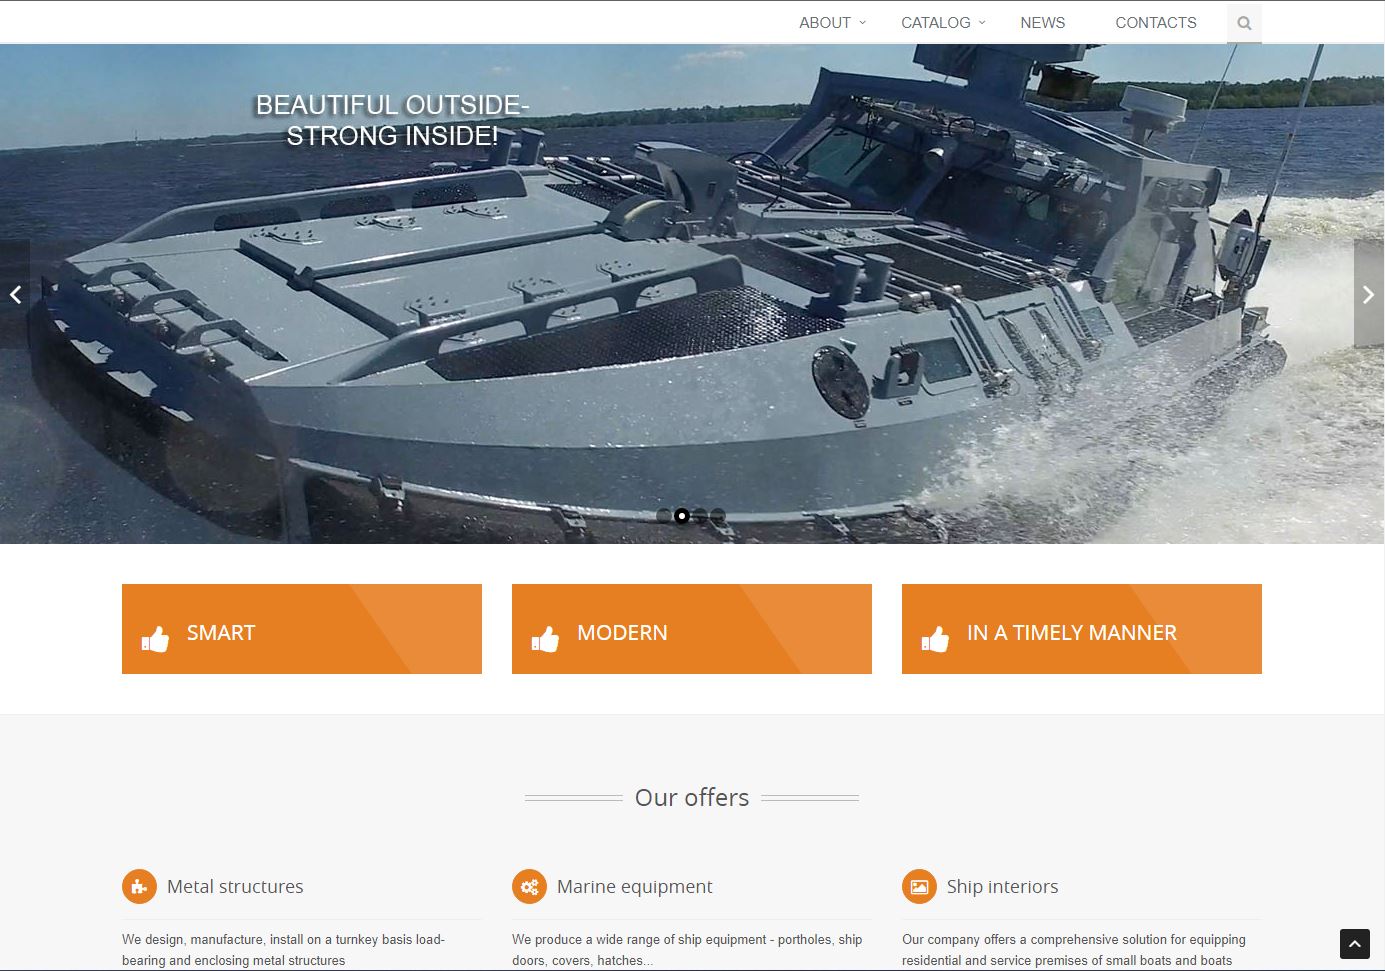 ABOUT CATALOG NEWS CONTACTS
BEAUTIFUL OUTSIDE-
STRONG INSIDE!
SMART
MODERN
IN A TIMELY MANNER
Our offers
Metal structures
We design, manufacture, install on a turnkey basis load-
bearing and enclosing metal structures
Marine equipment
We produce a wide range of ship equipment - portholes, ship
doors, covers, hatches...
Ship interiors
Our company offers a comprehensive solution for equipping
residential and service premises of small boats and boats